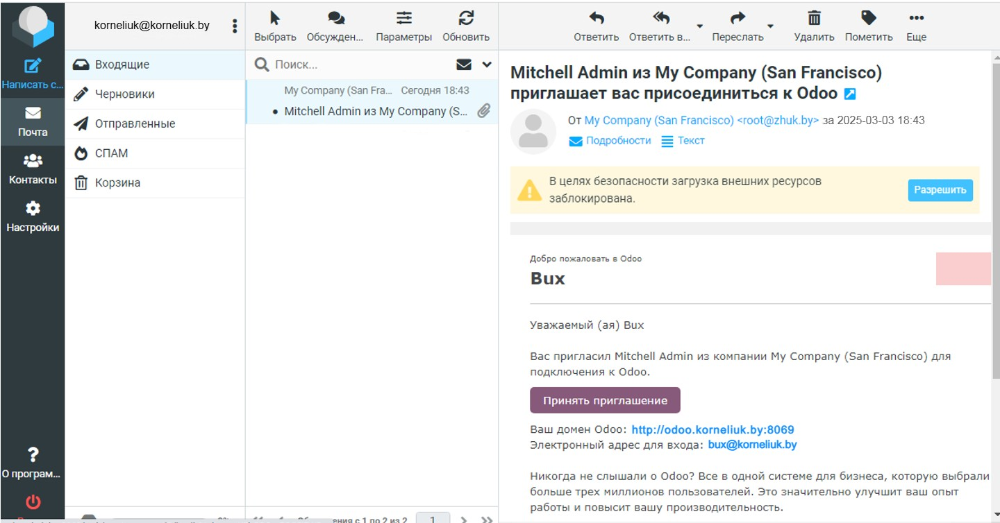 korneliuk@korneliuk.by
Написать с...
Почта
Контакты
Настройки
О програм...
Входящие
Черновики
Отправленные
СПАМ
Корзина
Выбрать
Обсужден...
Параметры
Обновить
Поиск...
My Company (San Fra... Сегодня 18:43
Mitchell Admin из My Company (S...
ния с 1 по 2 из 2
1
Ответить
Ответить в...
Переслать
Удалить
Пометить
Еще
Mitchell Admin из My Company (San Francisco)
приглашает вас присоединиться к Odoo
От My Company (San Francisco) <root@zhuk.by> за 2025-03-03 18:43
Подробности Текст
В целях безопасности загрузка внешних ресурсов
заблокирована.
Разрешить
Добро пожаловать в Odoo
Bux
Уважаемый (ая) Bux
Вас пригласил Mitchell Admin из компании My Company (San Francisco) для
подключения к Odoo.
Принять приглашение
Ваш домен Odoo: http://odoo.korneliuk.by:8069
Электронный адрес для входа: bux@korneliuk.by
Никогда не слышали о Odoo? Все в одной системе для бизнеса, которую выбрали
больше трех миллионов пользователей. Это значительно улучшит ваш опыт
работы и повысит вашу производительность.